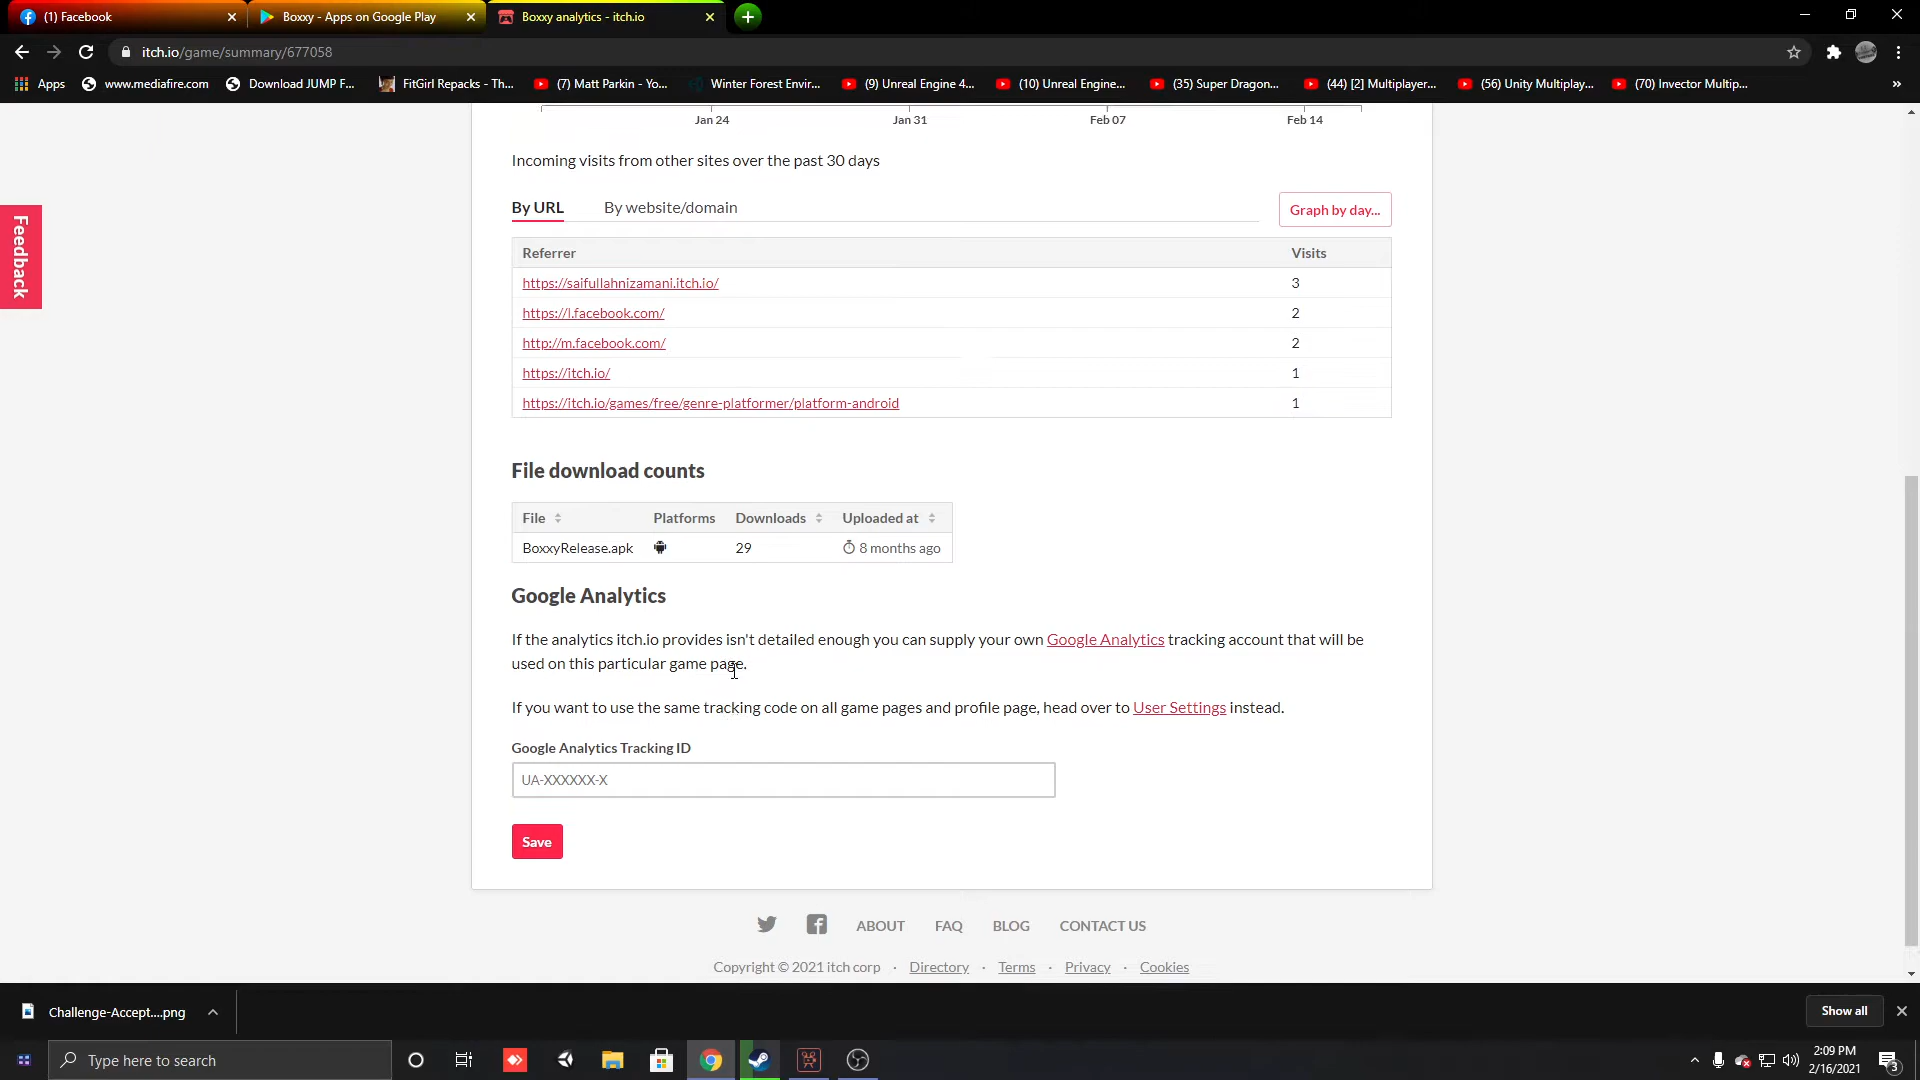 (1) Facebook
Boxxy - Apps on Google Play
Boxxy analytics - itch.io
itch.io/game/summary/677058
Apps
www.mediafire.com
Download JUMP F...
FitGirl Repacks - Th...
(7) Matt Parkin - Yo...
Winter Forest Envir...
(9) Unreal Engine 4...
(10) Unreal Engine...
(35) Super Dragon...
(44) [2] Multiplayer...
(56) Unity Multiplay...
(70) Invector Multip...
»
Feedback
Jan 24 Jan 31 Feb 07 Feb 14
Incoming visits from other sites over the past 30 days
By URL By website/domain
Graph by day...
Referrer Visits
https://saifullahnizamani.itch.io/ 3
https://l.facebook.com/ 2
http://m.facebook.com/ 2
https://itch.io/ 1
https://itch.io/games/free/genre-platformer/platform-android 1
File download counts
File Platforms Downloads Uploaded at
BoxxyRelease.apk 29 8 months ago
Google Analytics
If the analytics itch.io provides isn't detailed enough you can supply your own Google Analytics tracking account that will be
used on this particular game page.
If you want to use the same tracking code on all game pages and profile page, head over to User Settings instead.
Google Analytics Tracking ID
UA-XXXXXX-X
Save
ABOUT FAQ BLOG CONTACT US
Copyright © 2021 itch corp · Directory · Terms · Privacy · Cookies
Challenge-Accept....png
Show all
Type here to search
2:09 PM
2/16/2021
3